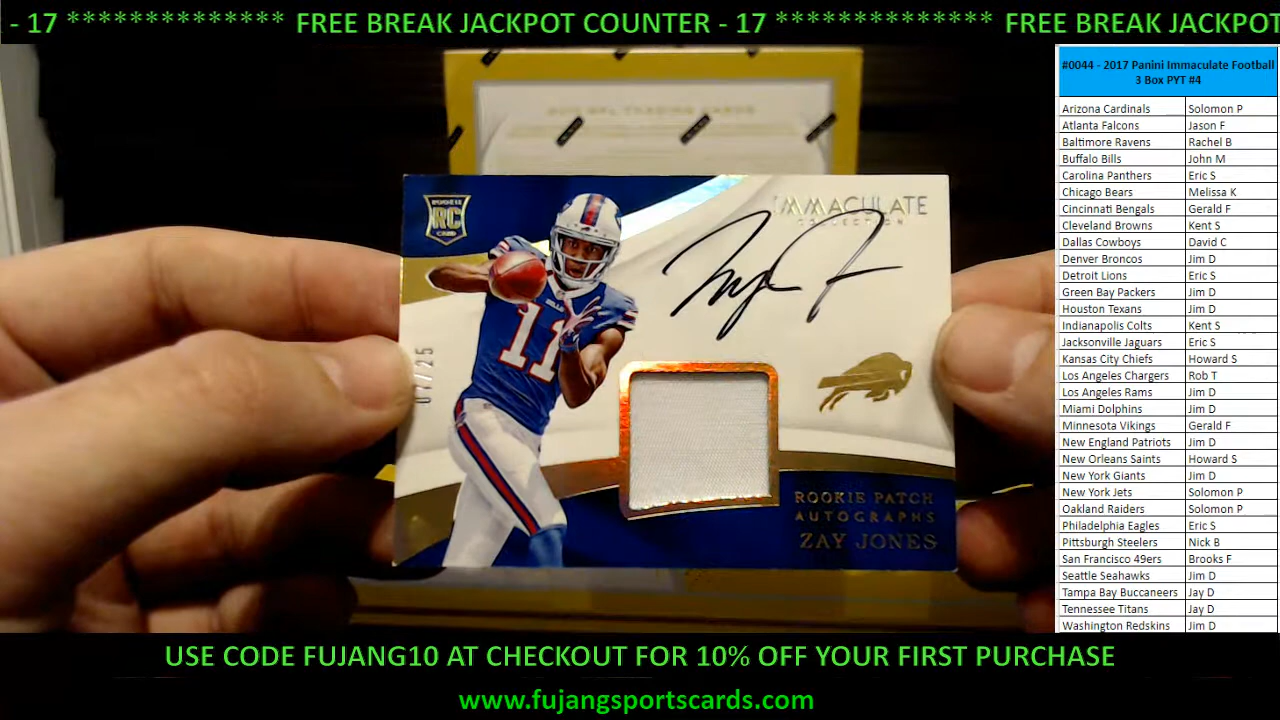 - 17 ************** FREE BREAK JACKPOT COUNTER - 17 ************** FREE BREAK JACKPOT
#0044 - 2017 Panini Immaculate Football
3 Box PYT #4
Arizona Cardinals Solomon P
Atlanta Falcons Jason F
Baltimore Ravens Rachel B
Buffalo Bills John M
Carolina Panthers Eric S
Chicago Bears Melissa K
Cincinnati Bengals Gerald F
Cleveland Browns Kent S
Dallas Cowboys David C
Denver Broncos Jim D
Detroit Lions Eric S
Green Bay Packers Jim D
Houston Texans Jim D
Indianapolis Colts Kent S
Jacksonville Jaguars Eric S
Kansas City Chiefs Howard S
Los Angeles Chargers Rob T
Los Angeles Rams Jim D
Miami Dolphins Jim D
Minnesota Vikings Gerald F
New England Patriots Jim D
New Orleans Saints Howard S
New York Giants Jim D
New York Jets Solomon P
Oakland Raiders Solomon P
Philadelphia Eagles Eric S
Pittsburgh Steelers Nick B
San Francisco 49ers Brooks F
Seattle Seahawks Jim D
Tampa Bay Buccaneers Jay D
Tennessee Titans Jay D
Washington Redskins Jim D
ROOKIE
RC
CARD
IMMACULATE
COLLECTION
BILLS
11
/25
ROOKIE PATCH
AUTOGRAPHS
ZAY JONES
USE CODE FUJANG10 AT CHECKOUT FOR 10% OFF YOUR FIRST PURCHASE
www.fujangsportscards.com